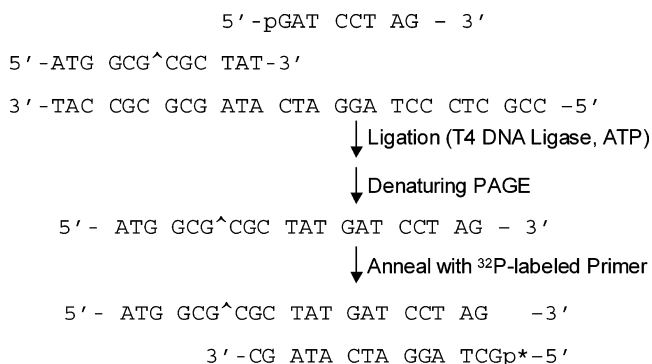 5'-pGAT CCT AG – 3'
5'-ATG GCG^CGC TAT-3'
3'-TAC CGC GCG ATA CTA GGA TCC CTC GCC –5'
Ligation (T4 DNA Ligase, ATP)
Denaturing PAGE
5'- ATG GCG^CGC TAT GAT CCT AG – 3'
Anneal with ³²P-labeled Primer
5'- ATG GCG^CGC TAT GAT CCT AG –3'
3'-CG ATA CTA GGA TCGp*–5'